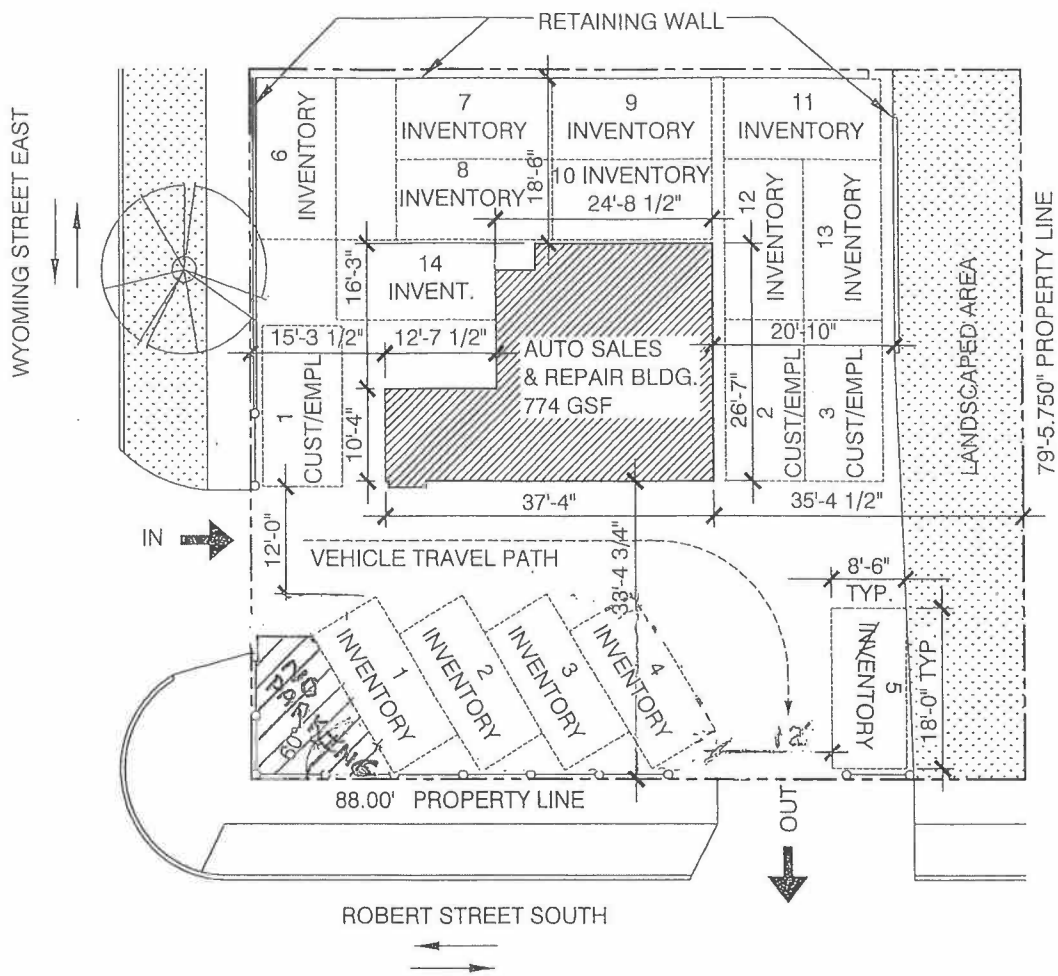 RETAINING WALL
WYOMING STREET EAST
6
INVENTORY
7
INVENTORY
8
INVENTORY
18'-6"
9
INVENTORY
10 INVENTORY
24'-8 1/2"
11
INVENTORY
12
INVENTORY
13
INVENTORY
14
INVENT.
16'-3"
15'-3 1/2"
12'-7 1/2"
AUTO SALES
& REPAIR BLDG.
774 GSF
20'-10"
26'-7"
1
CUST/EMPL
10'-4"
2
CUST/EMPL
3
CUST/EMPL
LANDSCAPED AREA
79'-5.750" PROPERTY LINE
37'-4"
35'-4 1/2"
IN
12'-0"
VEHICLE TRAVEL PATH
33'-4 3/4"
8'-6"
TYP.
1
INVENTORY
2
INVENTORY
3
INVENTORY
4
INVENTORY
5
INVENTORY
18'-0" TYP
NO
PARKING
60°
12
88.00' PROPERTY LINE
OUT
ROBERT STREET SOUTH